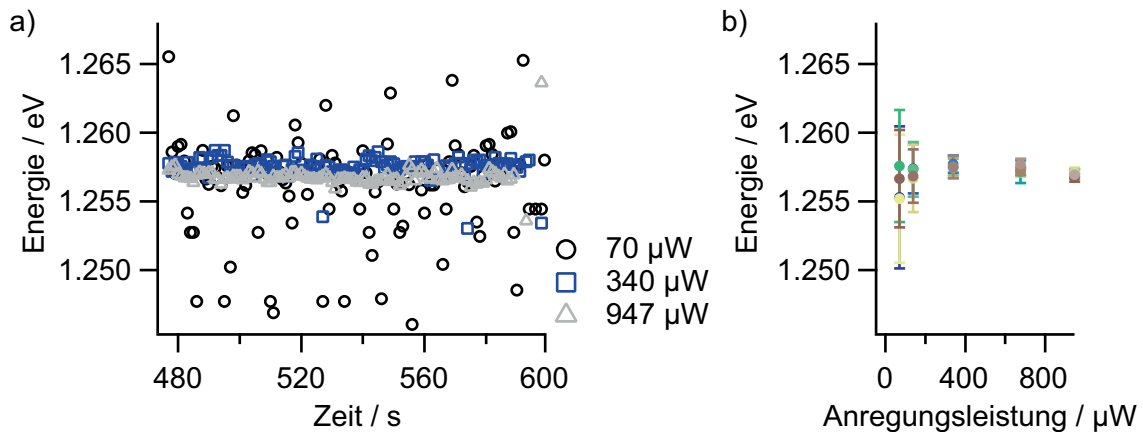 a)
Energie / eV
1.265
1.260
1.255
1.250
480
520
560
600
Zeit / s
70 µW
340 µW
947 µW
b)
Energie / eV
1.265
1.260
1.255
1.250
0
400
800
Anregungsleistung / µW